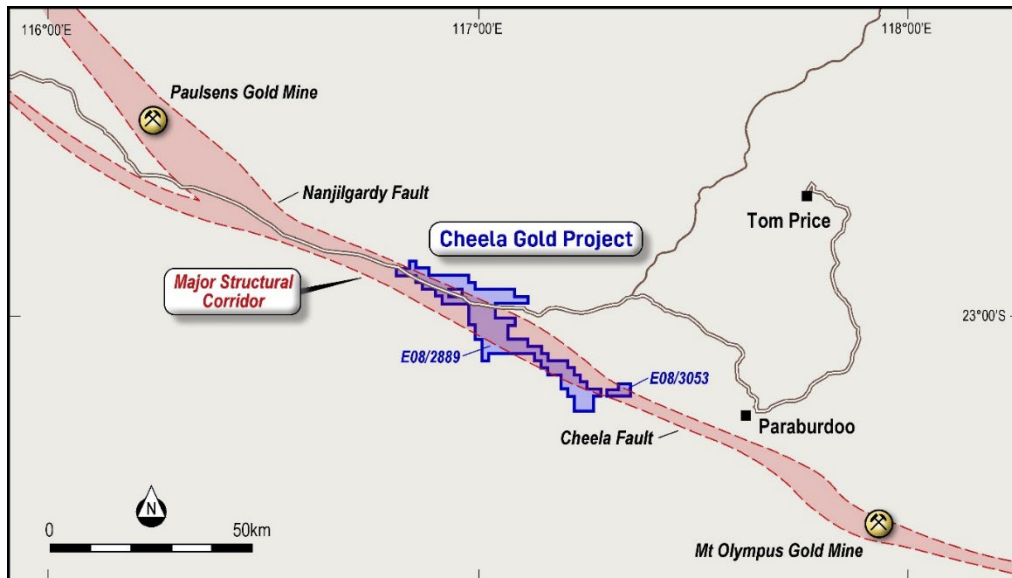 116°00'E
117°00'E
118°00'E
Paulsens Gold Mine
Nanjilgardy Fault
Tom Price
Cheela Gold Project
Major Structural
Corridor
23°00'S
E08/2889
E08/3053
Paraburdoo
Cheela Fault
0
50km
Mt Olympus Gold Mine